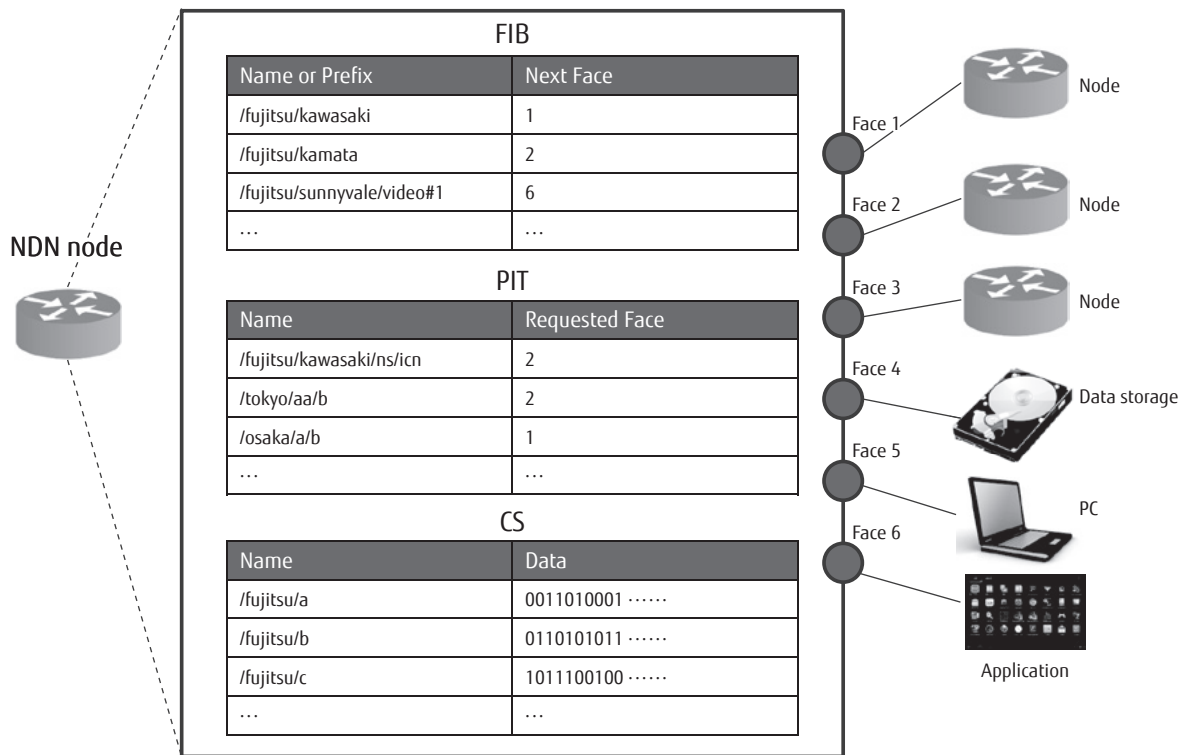 NDN node
FIB
Name or Prefix Next Face
/fujitsu/kawasaki 1
/fujitsu/kamata 2
/fujitsu/sunnyvale/video#1 6
… …
PIT
Name Requested Face
/fujitsu/kawasaki/ns/icn 2
/tokyo/aa/b 2
/osaka/a/b 1
… …
CS
Name Data
/fujitsu/a 0011010001 ……
/fujitsu/b 0110101011 ……
/fujitsu/c 1011100100 ……
… …
Face 1
Node
Face 2
Node
Face 3
Node
Face 4
Data storage
Face 5
PC
Face 6
Application